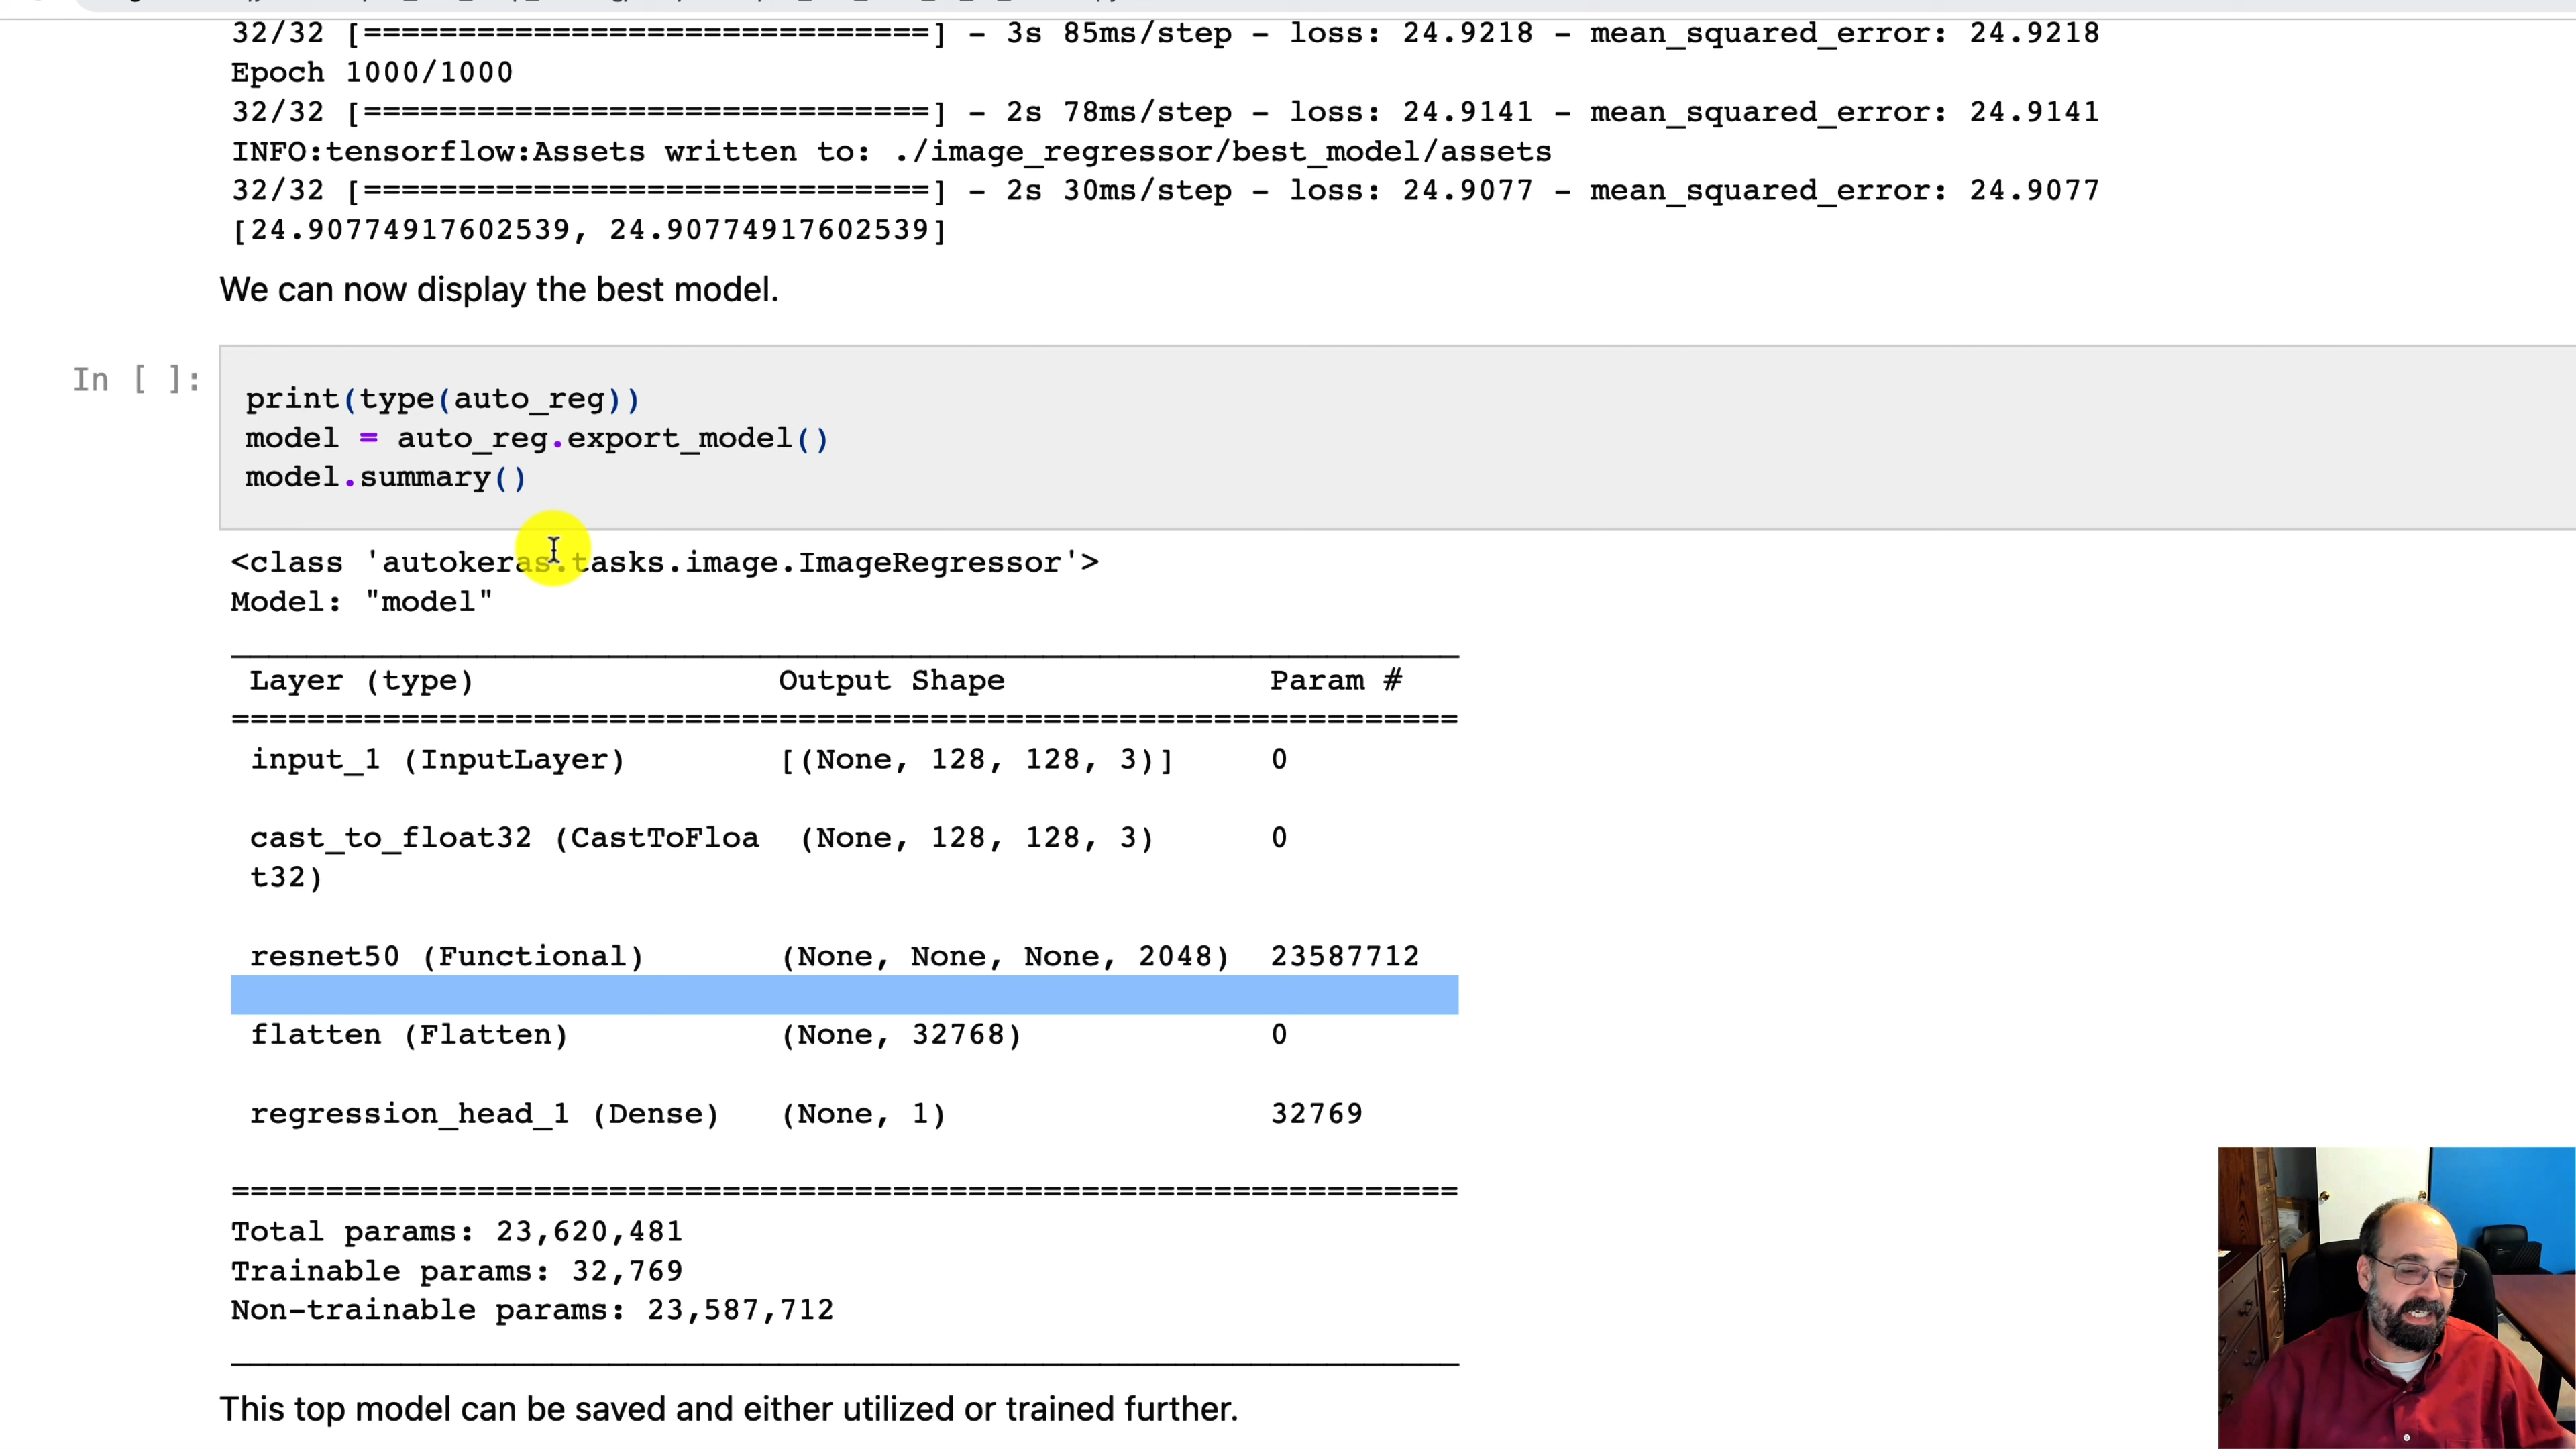 32/32 [==============================] - 3s 85ms/step - loss: 24.9218 - mean_squared_error: 24.9218
Epoch 1000/1000
32/32 [==============================] - 2s 78ms/step - loss: 24.9141 - mean_squared_error: 24.9141
INFO:tensorflow:Assets written to: ./image_regressor/best_model/assets
32/32 [==============================] - 2s 30ms/step - loss: 24.9077 - mean_squared_error: 24.9077
[24.90774917602539, 24.90774917602539]
We can now display the best model.
In [ ]:
print(type(auto_reg))
model = auto_reg.export_model()
model.summary()
<class 'autokeras.tasks.image.ImageRegressor'>
Model: "model"
_________________________________________________________________
Layer (type) Output Shape Param #
=================================================================
input_1 (InputLayer) [(None, 128, 128, 3)] 0
cast_to_float32 (CastToFloa (None, 128, 128, 3) 0
t32)
resnet50 (Functional) (None, None, None, 2048) 23587712
flatten (Flatten) (None, 32768) 0
regression_head_1 (Dense) (None, 1) 32769
=================================================================
Total params: 23,620,481
Trainable params: 32,769
Non-trainable params: 23,587,712
_________________________________________________________________
This top model can be saved and either utilized or trained further.